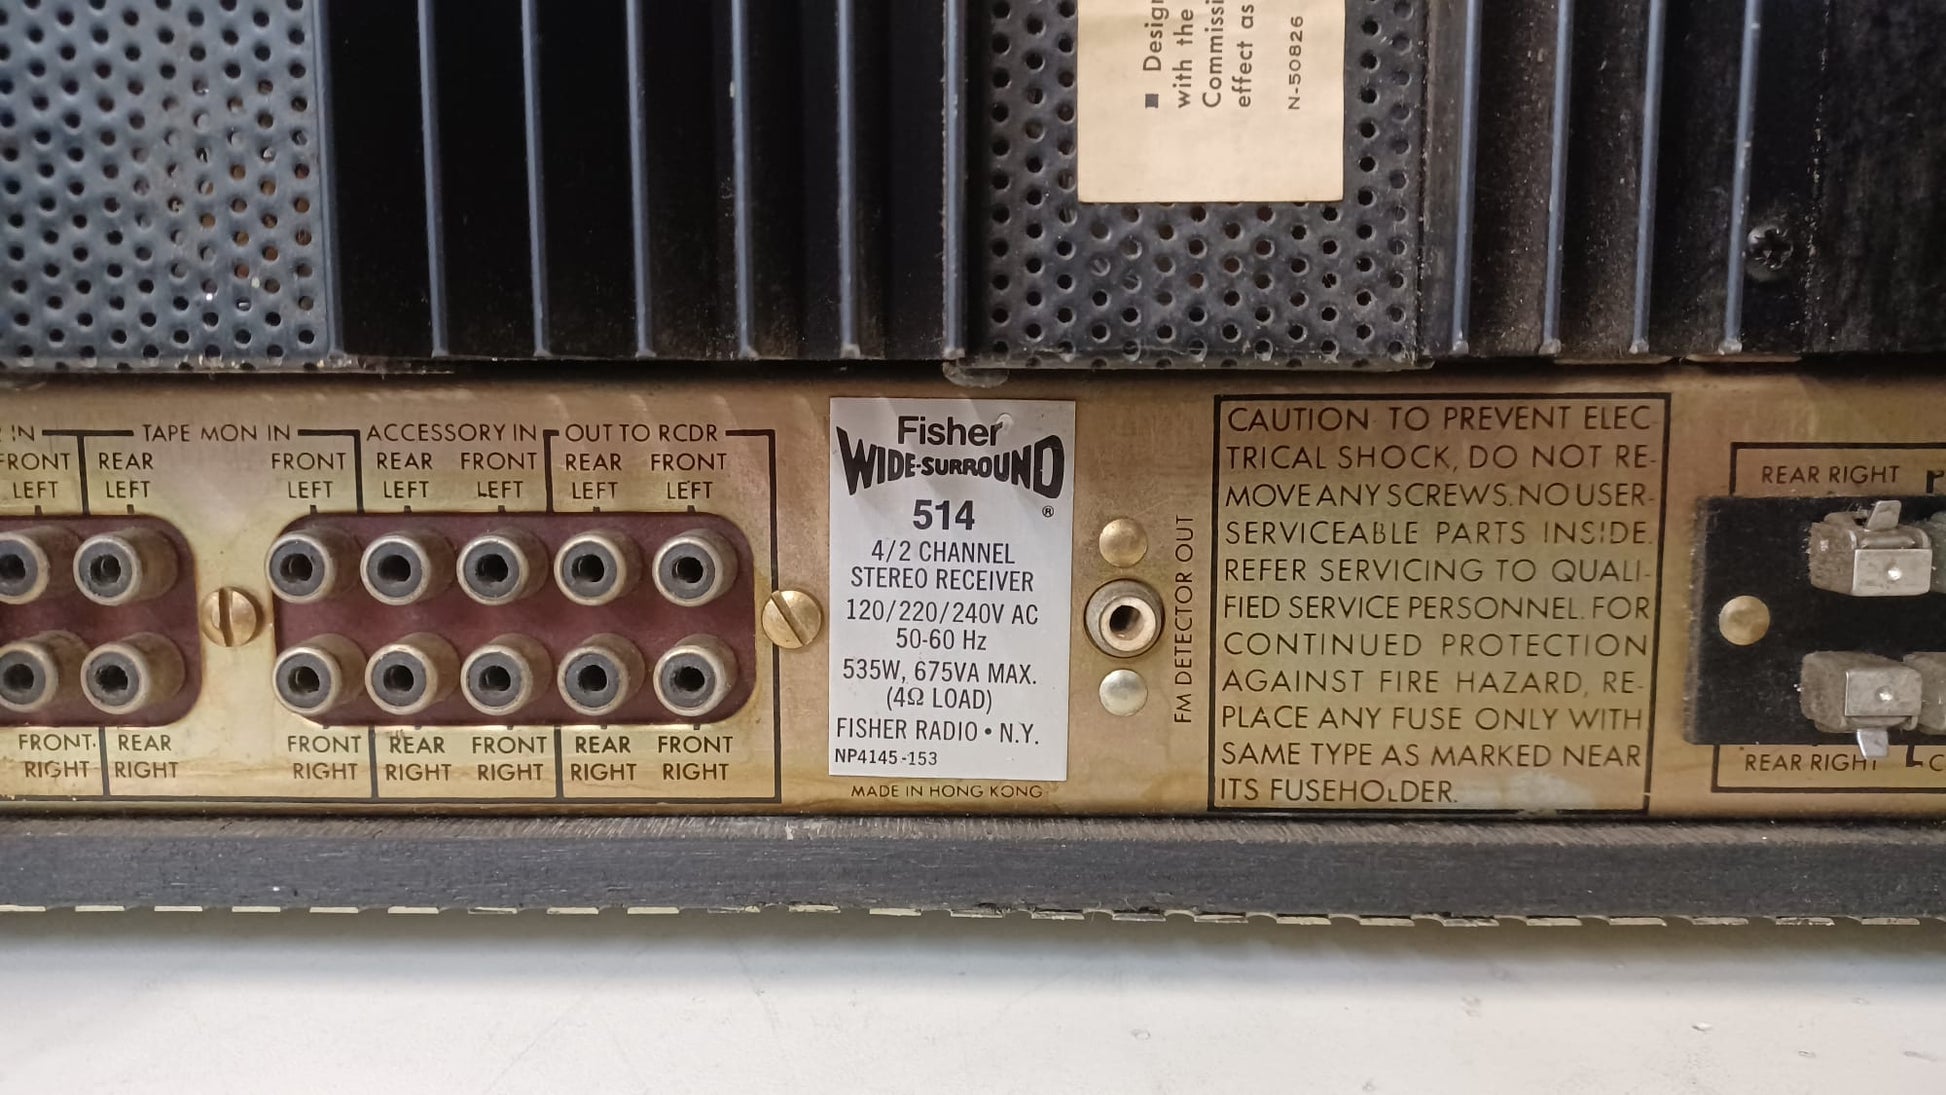 ■ Desig
with the
Commissi
effect as
N-50826
IN
TAPE MON IN
ACCESSORY IN
OUT TO RCDR
FRONT LEFT
REAR LEFT
FRONT LEFT
REAR LEFT
FRONT LEFT
REAR LEFT
FRONT LEFT
FRONT RIGHT
REAR RIGHT
FRONT RIGHT
REAR RIGHT
FRONT RIGHT
REAR RIGHT
FRONT RIGHT
Fisher
WIDE-SURROUND
®
514
4/2 CHANNEL
STEREO RECEIVER
120/220/240V AC
50-60 Hz
535W, 675VA MAX.
(4Ω LOAD)
FISHER RADIO • N.Y.
NP4145-153
MADE IN HONG KONG
FM DETECTOR OUT
CAUTION TO PREVENT ELEC-
TRICAL SHOCK, DO NOT RE-
MOVE ANY SCREWS. NO USER-
SERVICEABLE PARTS INSIDE.
REFER SERVICING TO QUALI-
FIED SERVICE PERSONNEL. FOR
CONTINUED PROTECTION
AGAINST FIRE HAZARD, RE-
PLACE ANY FUSE ONLY WITH
SAME TYPE AS MARKED NEAR
ITS FUSEHOLDER.
REAR RIGHT
REAR RIGHT